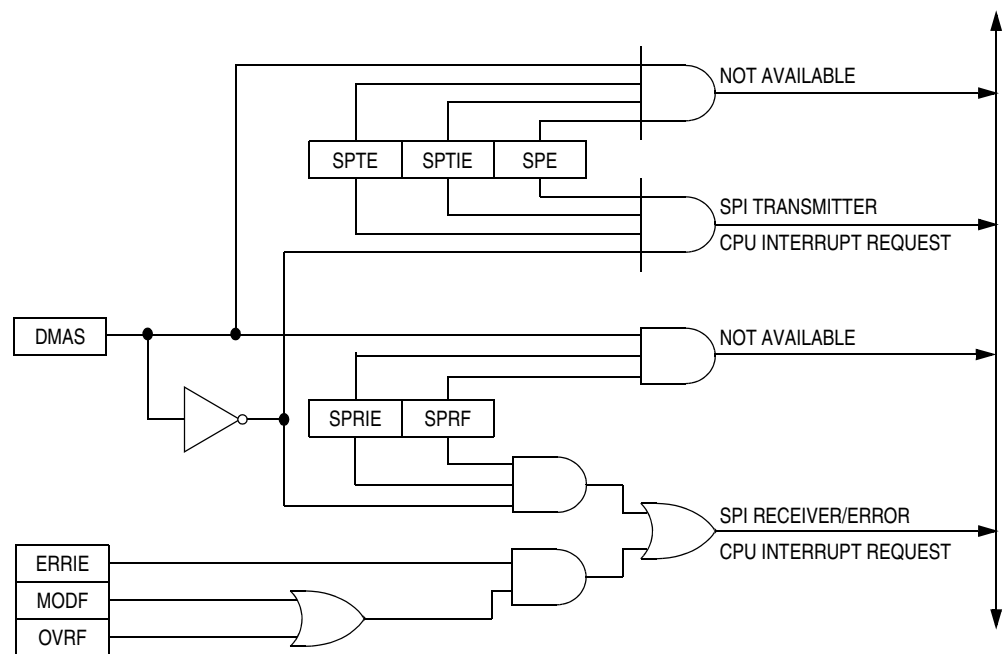 NOT AVAILABLE
SPTE SPTIE SPE
SPI TRANSMITTER
CPU INTERRUPT REQUEST
DMAS
NOT AVAILABLE
SPRIE SPRF
SPI RECEIVER/ERROR
CPU INTERRUPT REQUEST
ERRIE
MODF
OVRF